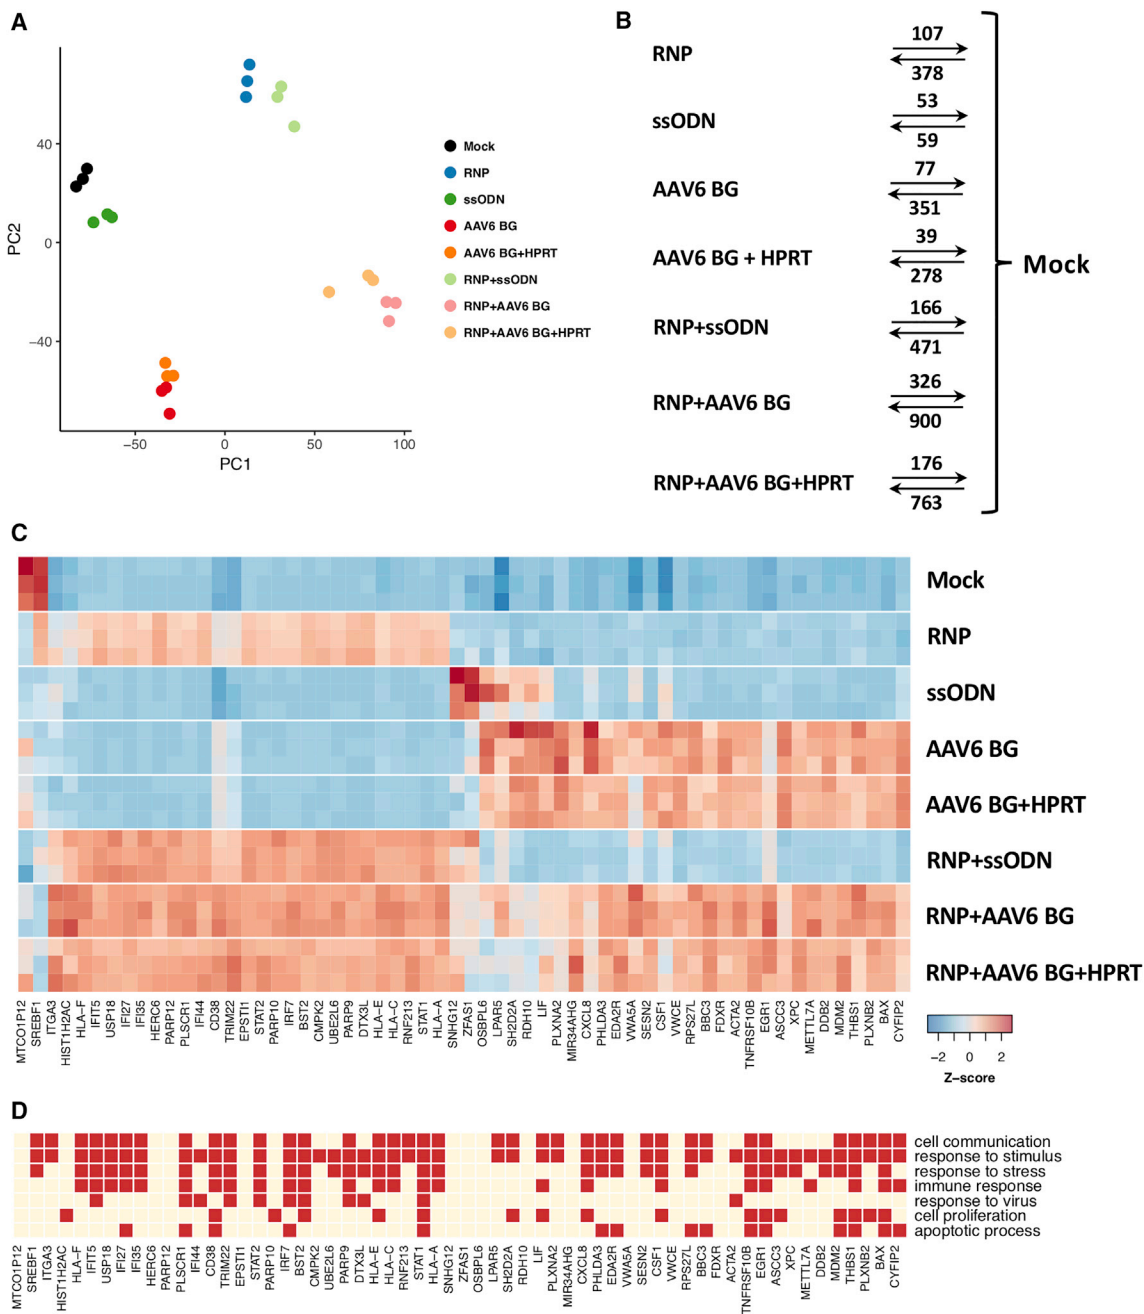 A
PC2
40
0
−40
−50
0
50
100
PC1
Mock
RNP
ssODN
AAV6 BG
AAV6 BG+HPRT
RNP+ssODN
RNP+AAV6 BG
RNP+AAV6 BG+HPRT
B
RNP
107
378
ssODN
53
59
AAV6 BG
77
351
AAV6 BG + HPRT
39
278
RNP+ssODN
166
471
RNP+AAV6 BG
326
900
RNP+AAV6 BG+HPRT
176
763
Mock
C
Mock
RNP
ssODN
AAV6 BG
AAV6 BG+HPRT
RNP+ssODN
RNP+AAV6 BG
RNP+AAV6 BG+HPRT
MTCO1P12
SREBF1
ITGA3
HIST1H2AC
HLA−F
IFIT5
USP18
IFI27
IFI35
HERC6
PARP12
PLSCR1
IFI44
CD38
TRIM22
EPSTI1
STAT2
PARP10
IRF7
BST2
CMPK2
UBE2L6
PARP9
DTX3L
HLA−E
HLA−C
RNF213
STAT1
HLA−A
SNHG12
ZFAS1
OSBPL6
LPAR5
SH2D2A
RDH10
LIF
PLXNA2
MIR34AHG
CXCL8
PHLDA3
EDA2R
VWA5A
SESN2
CSF1
VWCE
RPS27L
BBC3
FDXR
ACTA2
TNFRSF10B
EGR1
ASCC3
XPC
METTL7A
DDB2
MDM2
THBS1
PLXNB2
BAX
CYFIP2
−2
0
2
Z−score
D
cell communication
response to stimulus
response to stress
immune response
response to virus
cell proliferation
apoptotic process
MTCO1P12
SREBF1
ITGA3
HIST1H2AC
HLA−F
IFIT5
USP18
IFI27
IFI35
HERC6
PARP12
PLSCR1
IFI44
CD38
TRIM22
EPSTI1
STAT2
PARP10
IRF7
BST2
CMPK2
UBE2L6
PARP9
DTX3L
HLA−E
HLA−C
RNF213
STAT1
HLA−A
SNHG12
ZFAS1
OSBPL6
LPAR5
SH2D2A
RDH10
LIF
PLXNA2
MIR34AHG
CXCL8
PHLDA3
EDA2R
VWA5A
SESN2
CSF1
VWCE
RPS27L
BBC3
FDXR
ACTA2
TNFRSF10B
EGR1
ASCC3
XPC
METTL7A
DDB2
MDM2
THBS1
PLXNB2
BAX
CYFIP2